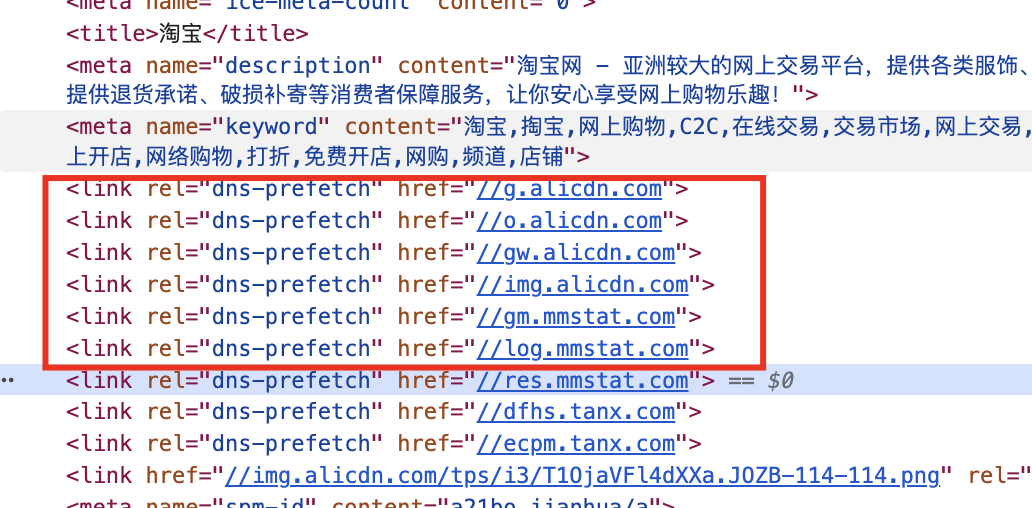 <meta name="ice-meta-count" content="0">
<title>淘宝</title>
<meta name="description" content="淘宝网 - 亚洲较大的网上交易平台，提供各类服饰、
提供退货承诺、破损补寄等消费者保障服务，让你安心享受网上购物乐趣！">
<meta name="keyword" content="淘宝,掏宝,网上购物,C2C,在线交易,交易市场,网上交易,
上开店,网络购物,打折,免费开店,网购,频道,店铺">
<link rel="dns-prefetch" href="//g.alicdn.com">
<link rel="dns-prefetch" href="//o.alicdn.com">
<link rel="dns-prefetch" href="//gw.alicdn.com">
<link rel="dns-prefetch" href="//img.alicdn.com">
<link rel="dns-prefetch" href="//gm.mmstat.com">
<link rel="dns-prefetch" href="//log.mmstat.com">
<link rel="dns-prefetch" href="//res.mmstat.com"> == $0
<link rel="dns-prefetch" href="//dfhs.tanx.com">
<link rel="dns-prefetch" href="//ecpm.tanx.com">
<link href="//img.alicdn.com/tps/i3/T1OjaVFl4dXXa.JOZB-114-114.png" rel="
<meta name="spm-id" content="a21bo.jianhua/a">